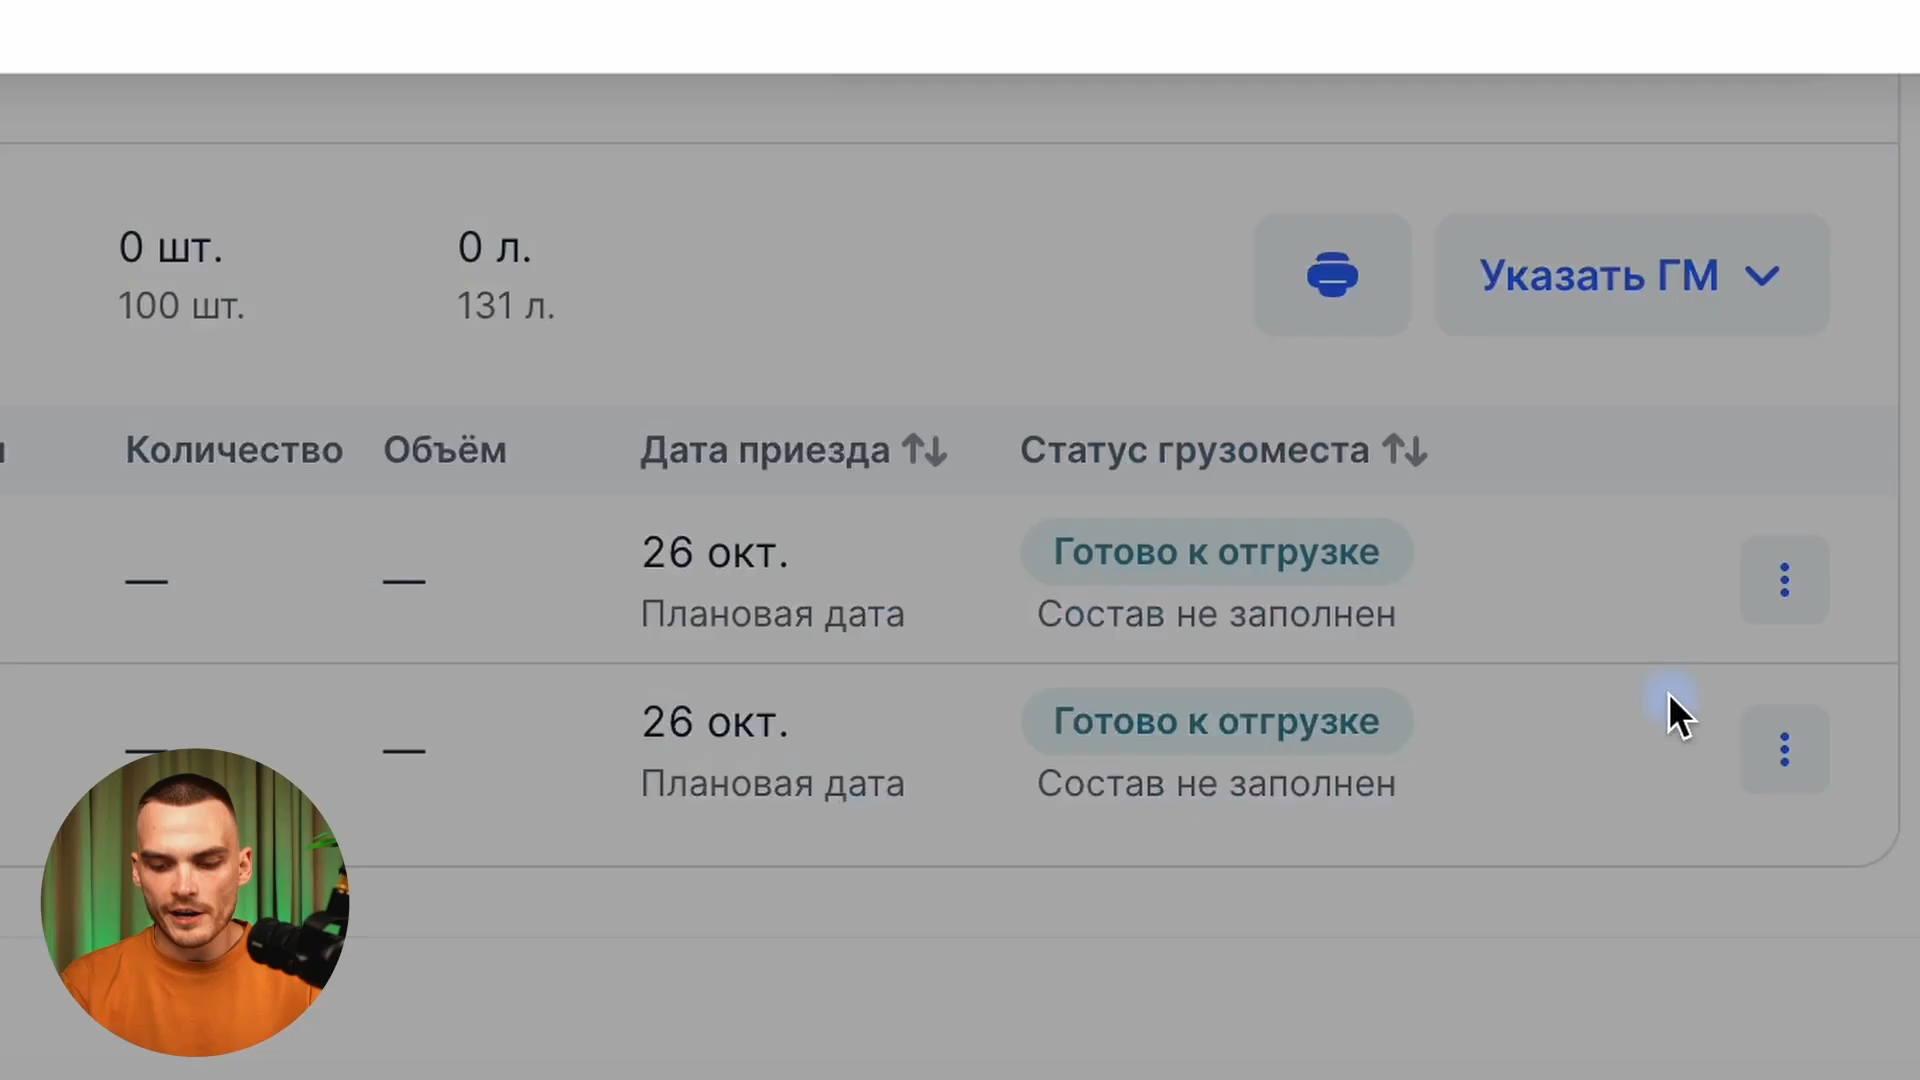 0 шт.
100 шт.
0 л.
131 л.
Указать ГМ
Количество
Объём
Дата приезда
Статус грузоместа
—
—
26 окт.
Плановая дата
Готово к отгрузке
Состав не заполнен
—
—
26 окт.
Плановая дата
Готово к отгрузке
Состав не заполнен